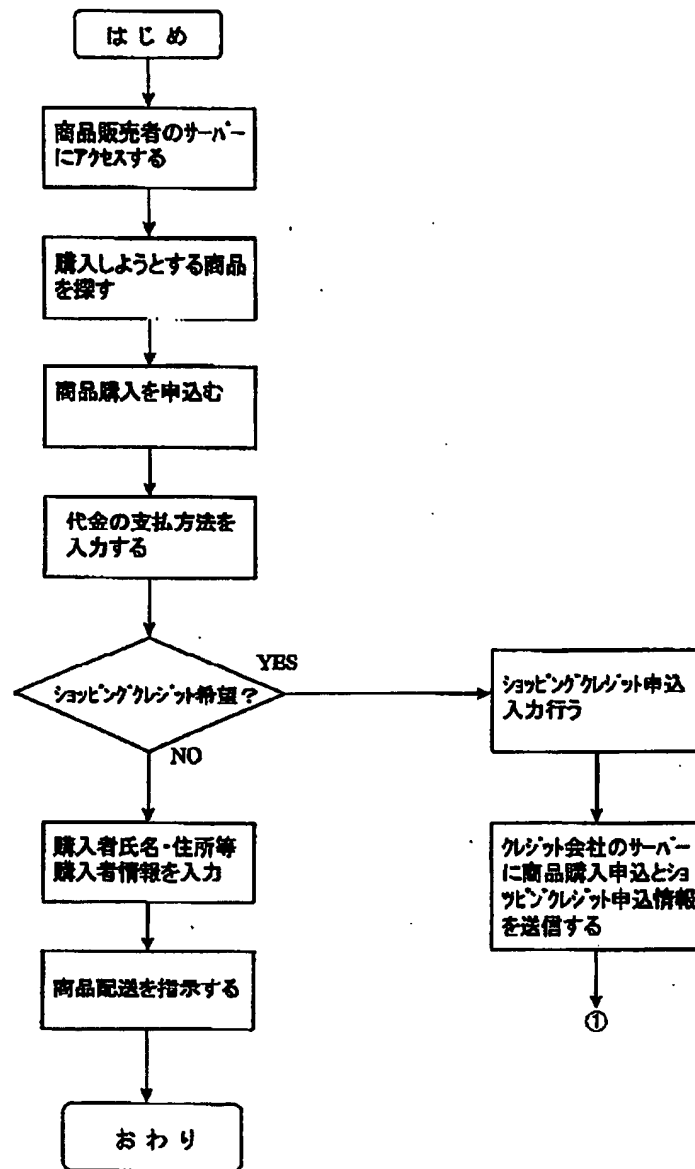 はじめ
商品販売者のサーバー
にアクセスする
購入しようとする商品
を探す
商品購入を申込む
代金の支払方法を
入力する
ショッピングクレジット希望？
YES
NO
ショッピングクレジット申込
入力行う
購入者氏名・住所等
購入者情報を入力
クレジット会社のサーバー
に商品購入申込とショ
ッピングクレジット申込情報
を送信する
商品配送を指示する
①
おわり